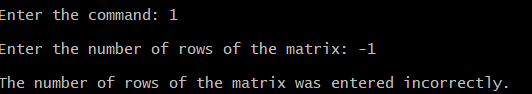 Enter the command: 1
Enter the number of rows of the matrix: -1
The number of rows of the matrix was entered incorrectly.